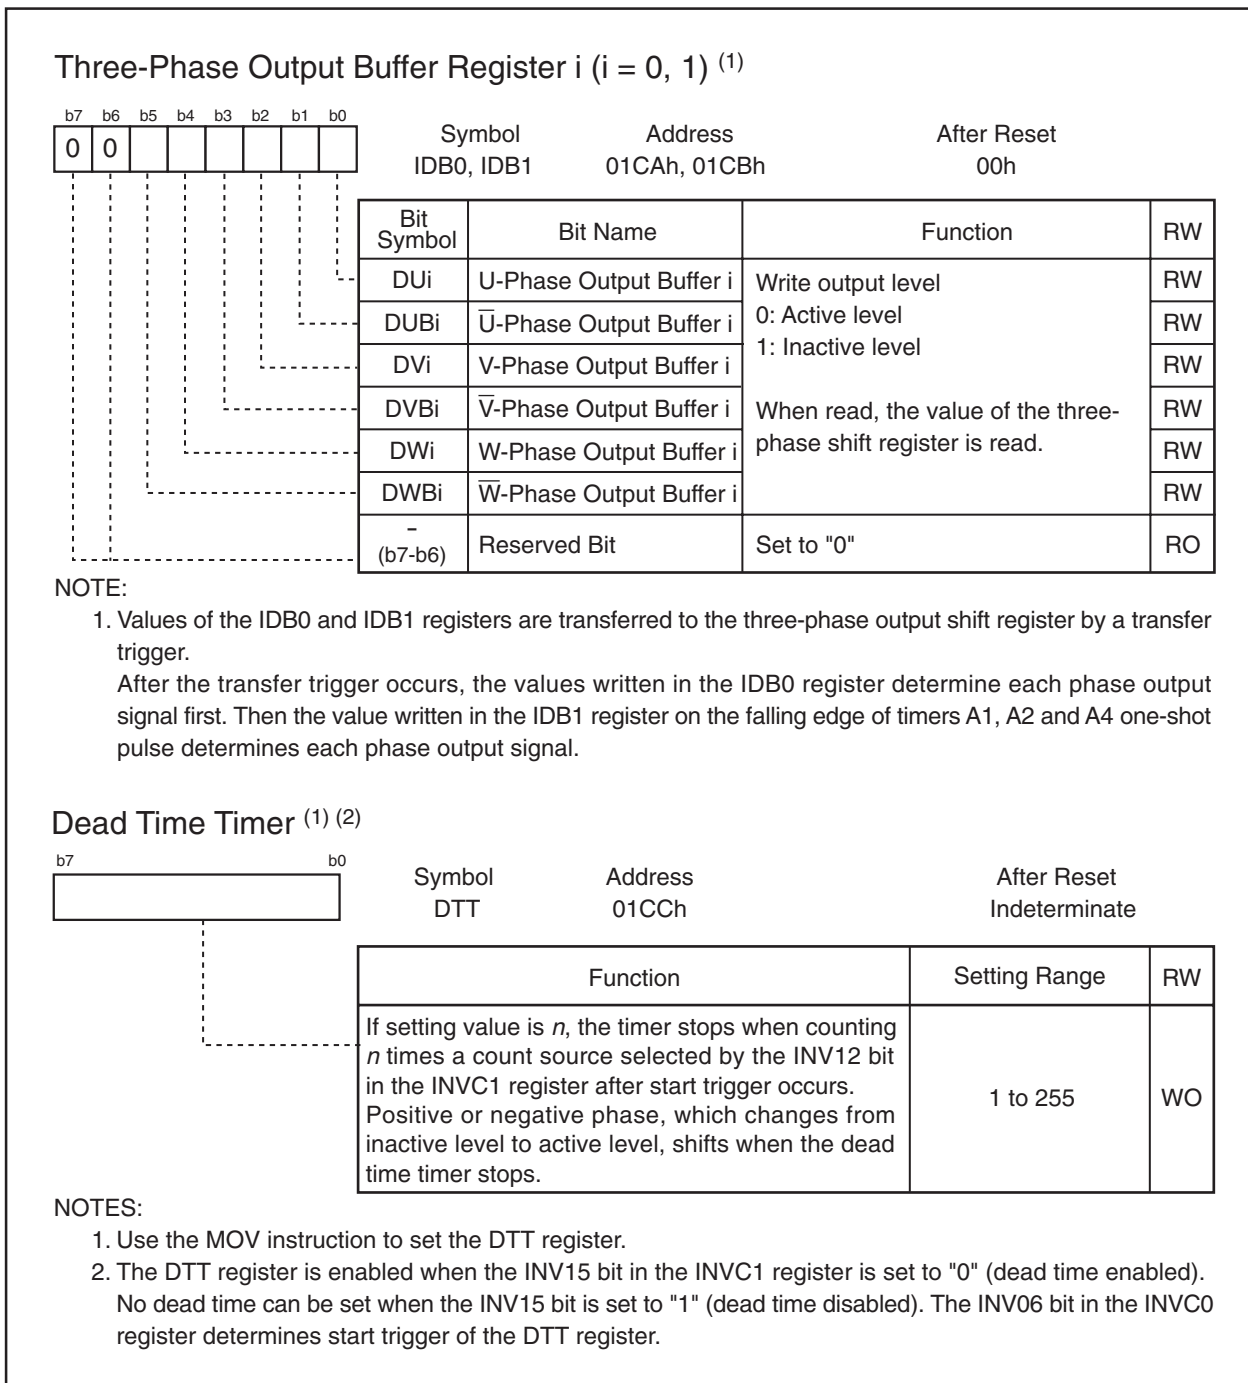 Three-Phase Output Buffer Register i (i = 0, 1) (1)
b7 b6 b5 b4 b3 b2 b1 b0
0 0
Symbol Address After Reset
IDB0, IDB1 01CAh, 01CBh 00h
Bit Symbol Bit Name Function RW
DUi U-Phase Output Buffer i Write output level RW
DUBi U̅-Phase Output Buffer i 0: Active level RW
DVi V-Phase Output Buffer i 1: Inactive level RW
DVBi V̅-Phase Output Buffer i When read, the value of the three- RW
DWi W-Phase Output Buffer i phase shift register is read. RW
DWBi W̅-Phase Output Buffer i RW
– (b7-b6) Reserved Bit Set to "0" RO
NOTE:
1. Values of the IDB0 and IDB1 registers are transferred to the three-phase output shift register by a transfer
trigger.
After the transfer trigger occurs, the values written in the IDB0 register determine each phase output
signal first. Then the value written in the IDB1 register on the falling edge of timers A1, A2 and A4 one-shot
pulse determines each phase output signal.
Dead Time Timer (1) (2)
b7 b0
Symbol Address After Reset
DTT 01CCh Indeterminate
Function Setting Range RW
If setting value is n, the timer stops when counting
n times a count source selected by the INV12 bit
in the INVC1 register after start trigger occurs.
Positive or negative phase, which changes from
inactive level to active level, shifts when the dead
time timer stops.
1 to 255 WO
NOTES:
1. Use the MOV instruction to set the DTT register.
2. The DTT register is enabled when the INV15 bit in the INVC1 register is set to "0" (dead time enabled).
No dead time can be set when the INV15 bit is set to "1" (dead time disabled). The INV06 bit in the INVC0
register determines start trigger of the DTT register.